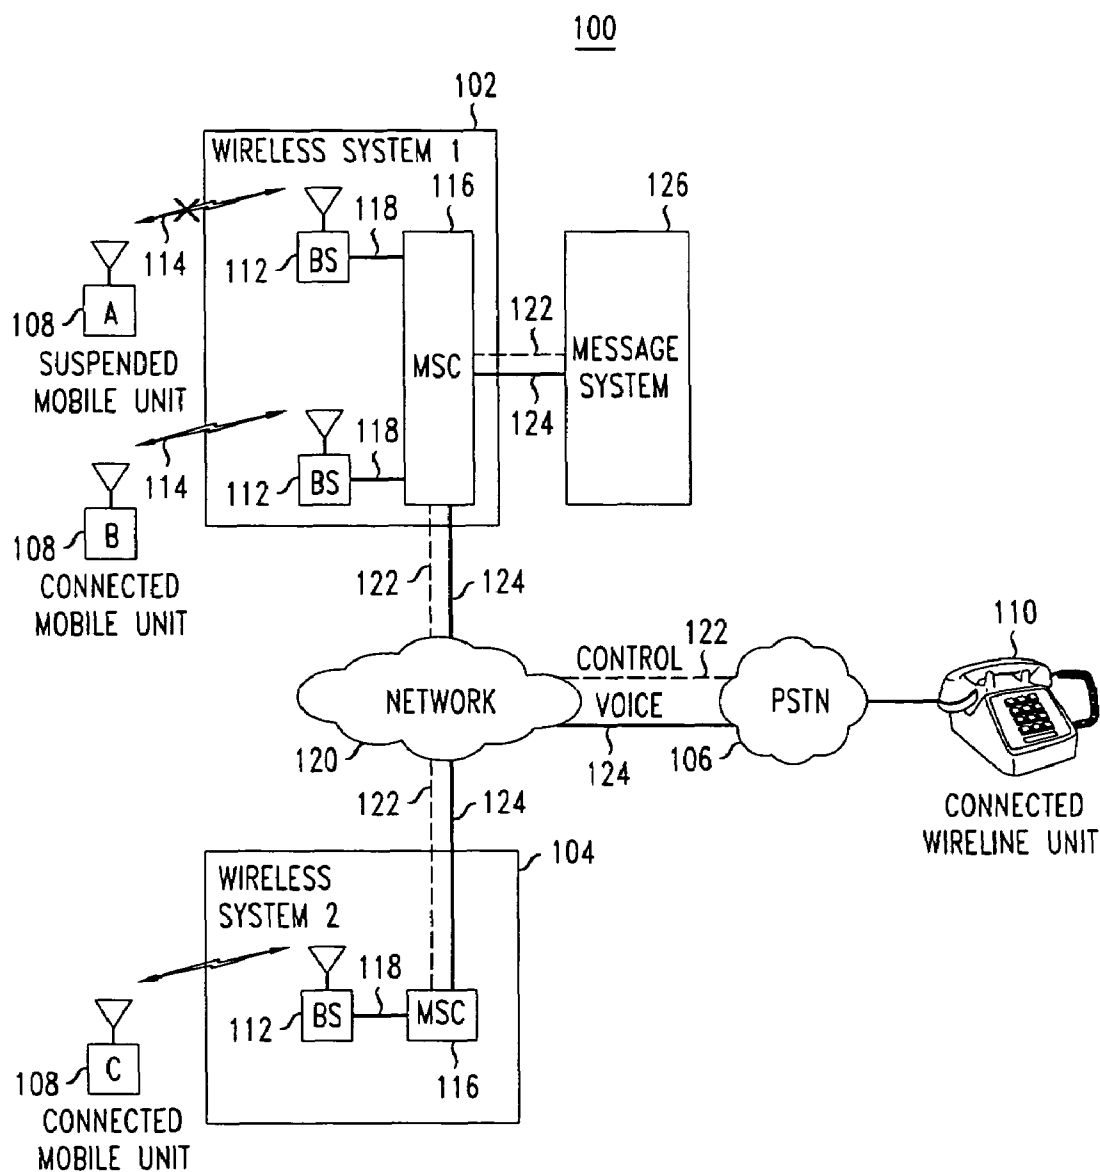 100
102
WIRELESS SYSTEM 1
116
126
118
114
112
BS
108
A
SUSPENDED
MOBILE UNIT
MSC
122
MESSAGE
SYSTEM
124
118
114
112
BS
108
B
CONNECTED
MOBILE UNIT
122
124
CONTROL
122
110
NETWORK
VOICE
PSTN
120
124
106
122
124
CONNECTED
WIRELINE UNIT
104
WIRELESS
SYSTEM 2
118
112
BS
MSC
116
108
C
CONNECTED
MOBILE UNIT